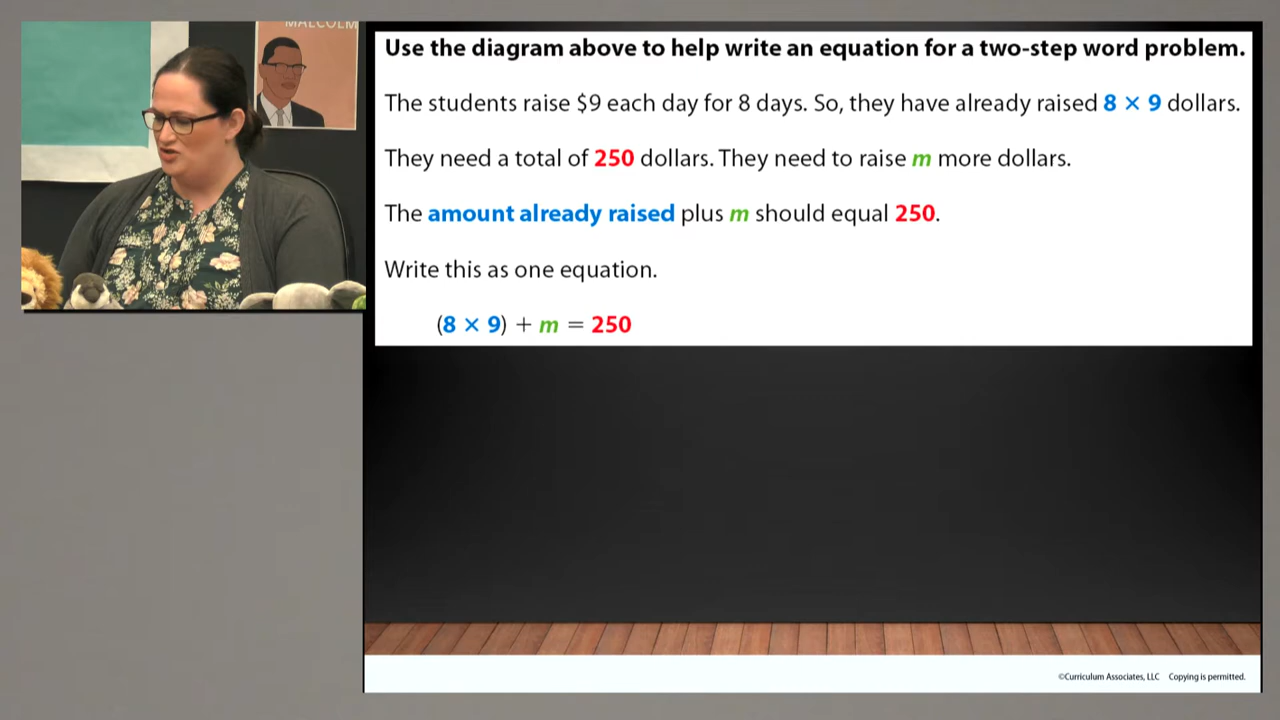 MALCOLM
Use the diagram above to help write an equation for a two-step word problem.
The students raise $9 each day for 8 days. So, they have already raised 8 × 9 dollars.
They need a total of 250 dollars. They need to raise m more dollars.
The amount already raised plus m should equal 250.
Write this as one equation.
(8 × 9) + m = 250
©Curriculum Associates, LLC Copying is permitted.